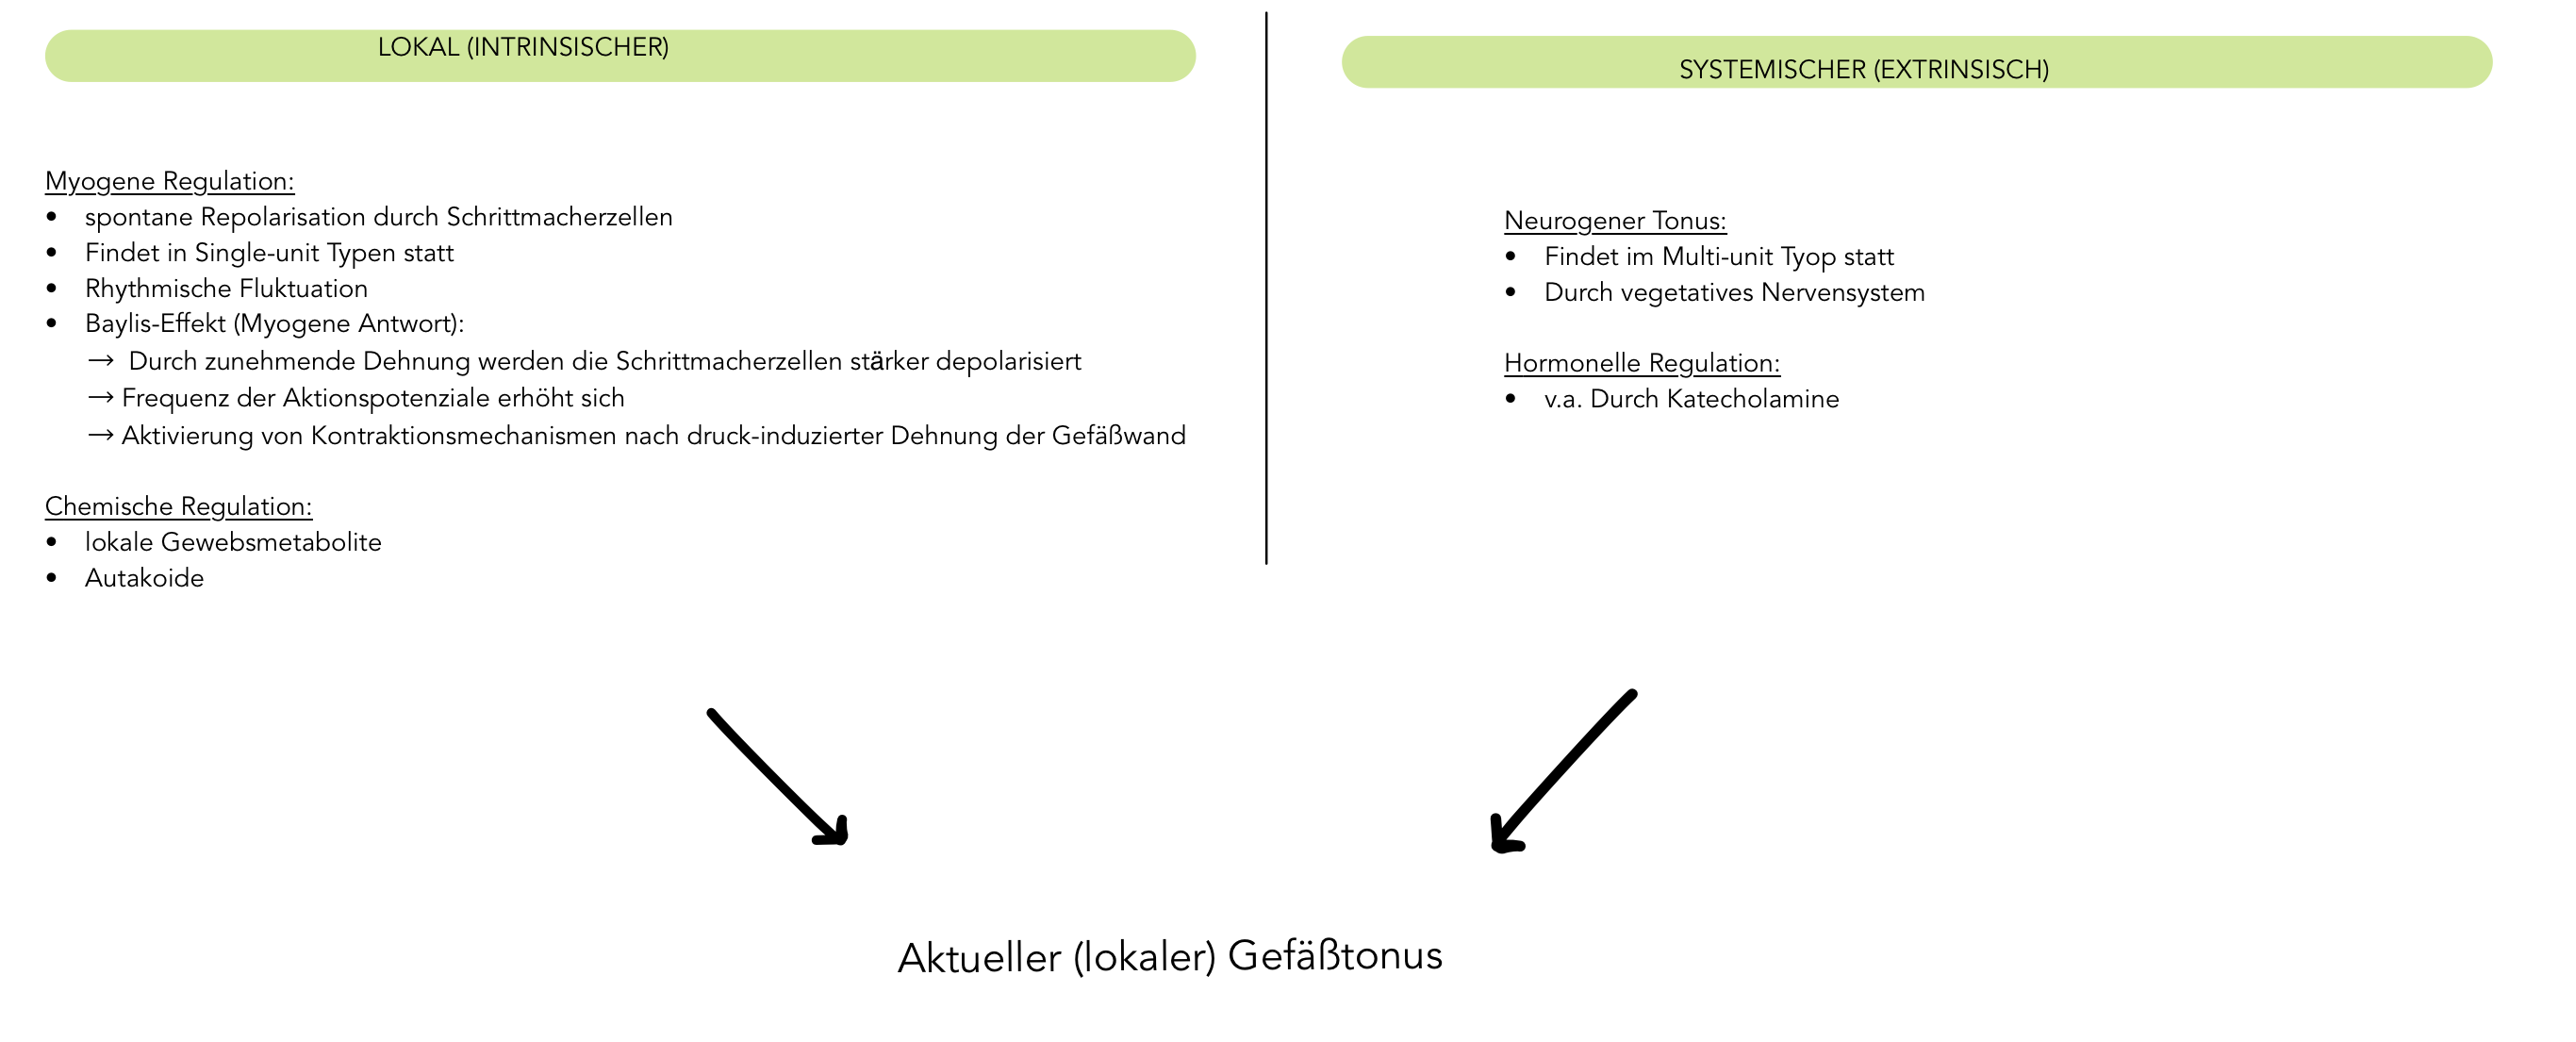 LOKAL (INTRINSISCHER)
Myogene Regulation:
• spontane Repolarisation durch Schrittmacherzellen
• Findet in Single-unit Typen statt
• Rhythmische Fluktuation
• Baylis-Effekt (Myogene Antwort):
→ Durch zunehmende Dehnung werden die Schrittmacherzellen stärker depolarisiert
→ Frequenz der Aktionspotenziale erhöht sich
→ Aktivierung von Kontraktionsmechanismen nach druck-induzierter Dehnung der Gefäßwand
Chemische Regulation:
• lokale Gewebsmetabolite
• Autakoide
SYSTEMISCHER (EXTRINSISCH)
Neurogener Tonus:
• Findet im Multi-unit Tyop statt
• Durch vegetatives Nervensystem
Hormonelle Regulation:
• v.a. Durch Katecholamine
Aktueller (lokaler) Gefäßtonus